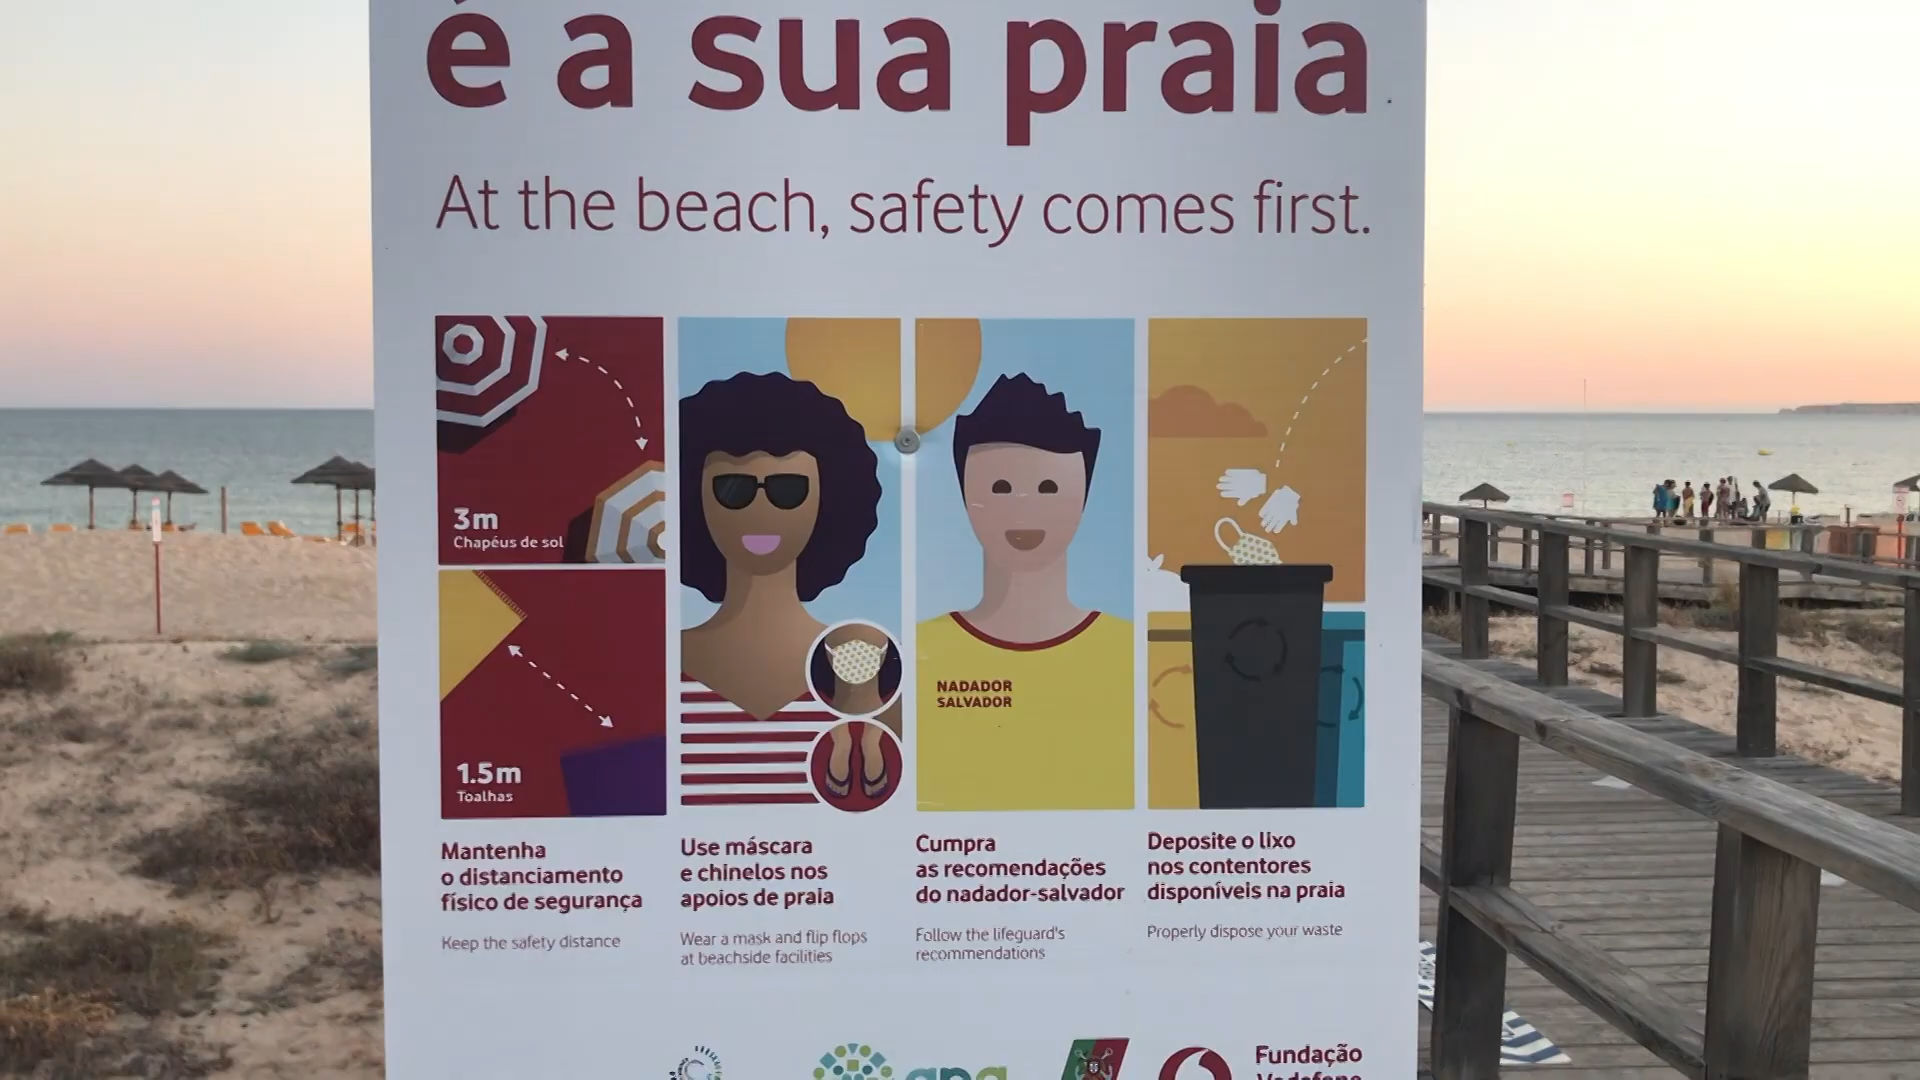 é a sua praia
At the beach, safety comes first.
3m
Chapéus de sol
1.5m
Toalhas
NADADOR
SALVADOR
Mantenha
o distanciamento
físico de segurança
Keep the safety distance
Use máscara
e chinelos nos
apoios de praia
Wear a mask and flip flops
at beachside facilities
Cumpra
as recomendações
do nadador-salvador
Follow the lifeguard's
recommendations
Deposite o lixo
nos contentores
disponíveis na praia
Properly dispose your waste
apa
Fundação
Vodafone